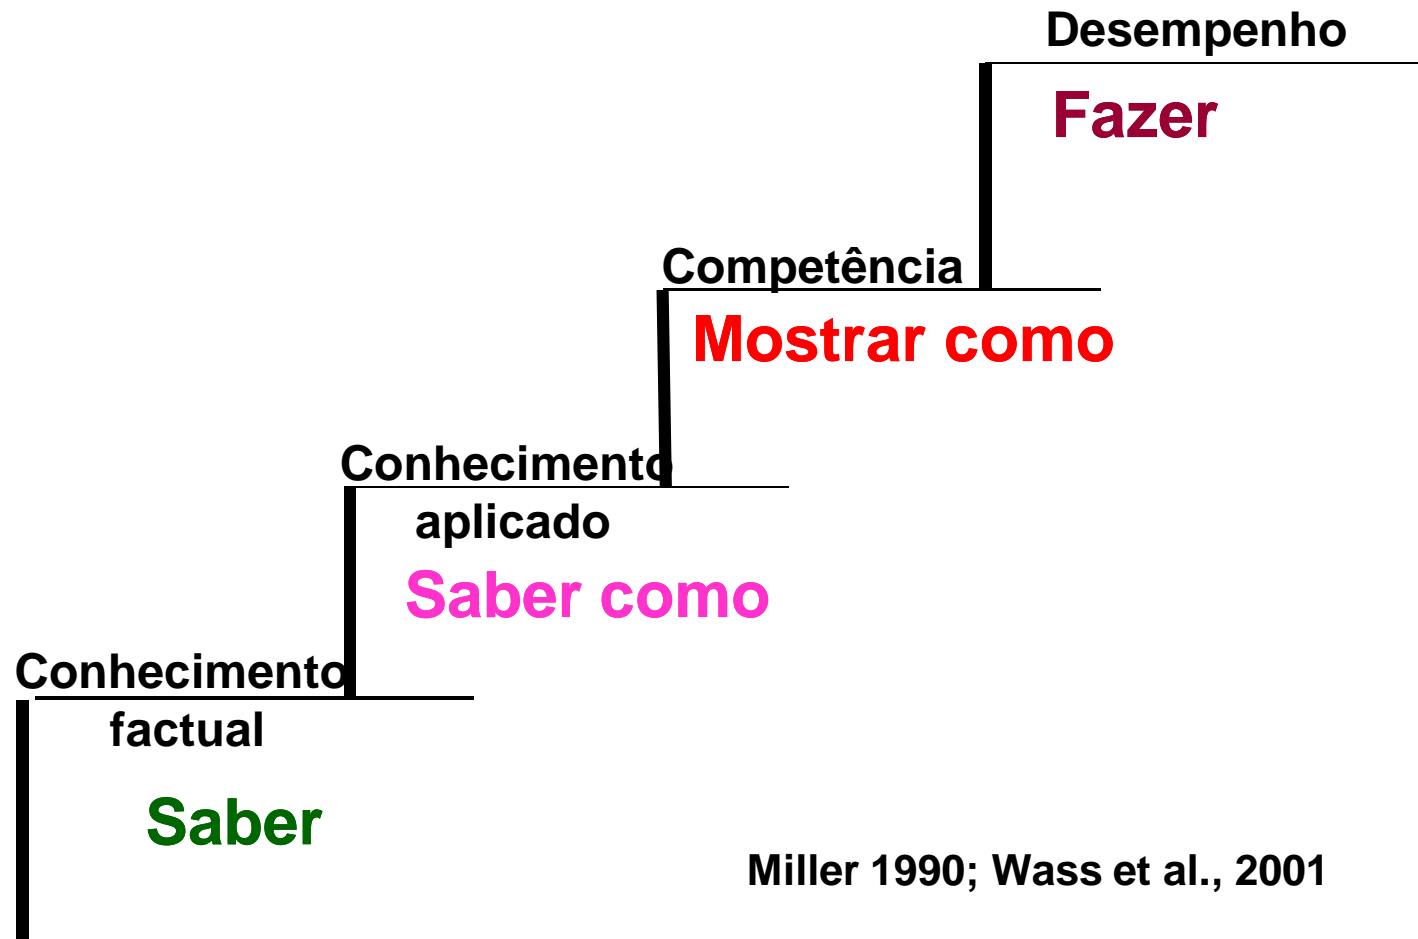 Desempenho
Fazer
Competência
Mostrar como
Conhecimento
aplicado
Saber como
Conhecimento
factual
Saber
Miller 1990; Wass et al., 2001